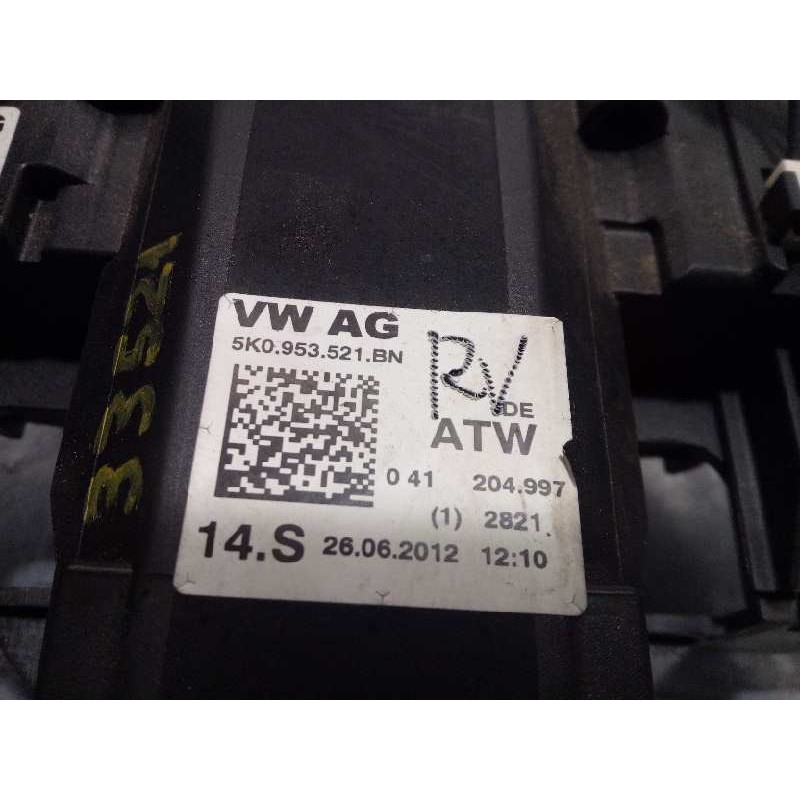 33521
VW AG
5K0.953.521.BN
RV
DE
ATW
0 41 204.997
(1) 2821
14.S 26.06.2012 12:10
G